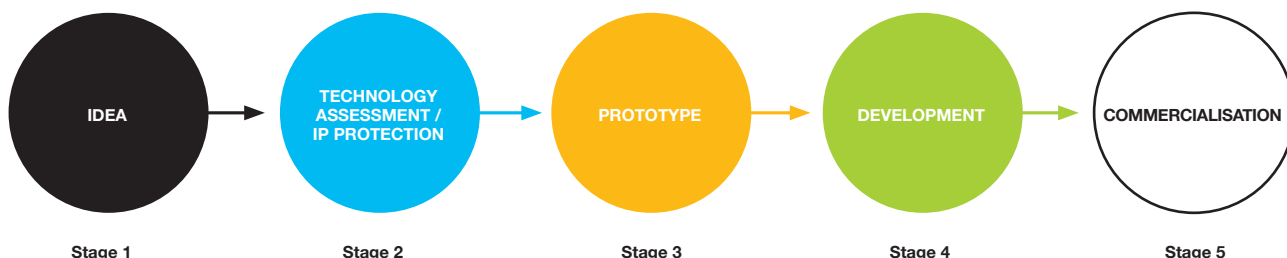 IDEA
TECHNOLOGY
ASSESSMENT /
IP PROTECTION
PROTOTYPE
DEVELOPMENT
COMMERCIALISATION
Stage 1
Stage 2
Stage 3
Stage 4
Stage 5